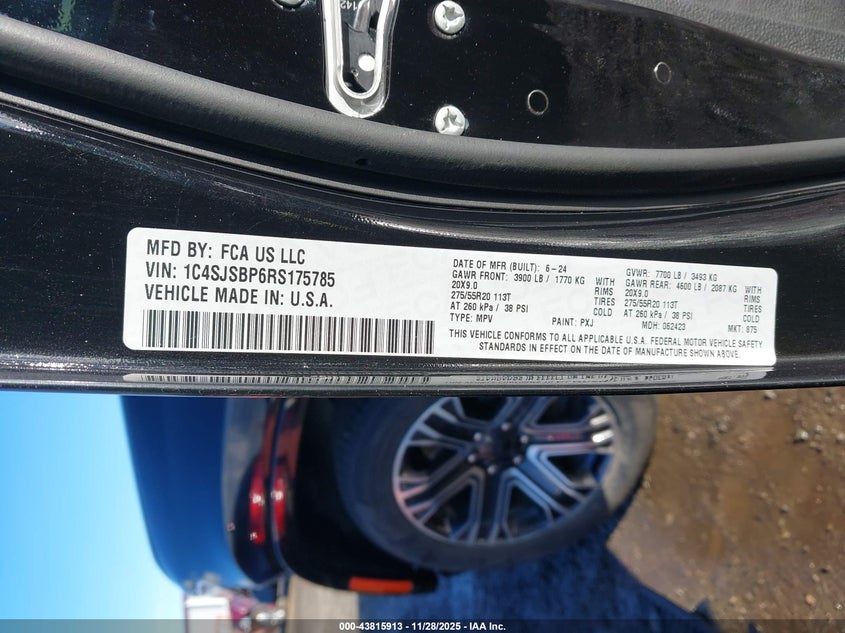 1428
MFD BY: FCA US LLC
VIN: 1C4SJSBP6RS175785
VEHICLE MADE IN: U.S.A.
DATE OF MFR (BUILT): 6-24
GAWR FRONT: 3900 LB / 1770 KG WITH
20X9.0 RIMS
275/55R20 113T TIRES
AT 260 kPa / 38 PSI COLD
TYPE: MPV PAINT: PXJ
GVWR: 7700 LB / 3493 KG
GAWR REAR: 4600 LB / 2087 KG WITH
20X9.0 RIMS
275/55R20 113T TIRES
AT 260 kPa / 38 PSI COLD
MDH: 062423 MKT: 875
THIS VEHICLE CONFORMS TO ALL APPLICABLE U.S.A. FEDERAL MOTOR VEHICLE SAFETY
STANDARDS IN EFFECT ON THE DATE OF MANUFACTURE SHOWN ABOVE.
000-43815913 - 11/28/2025 - IAA Inc.